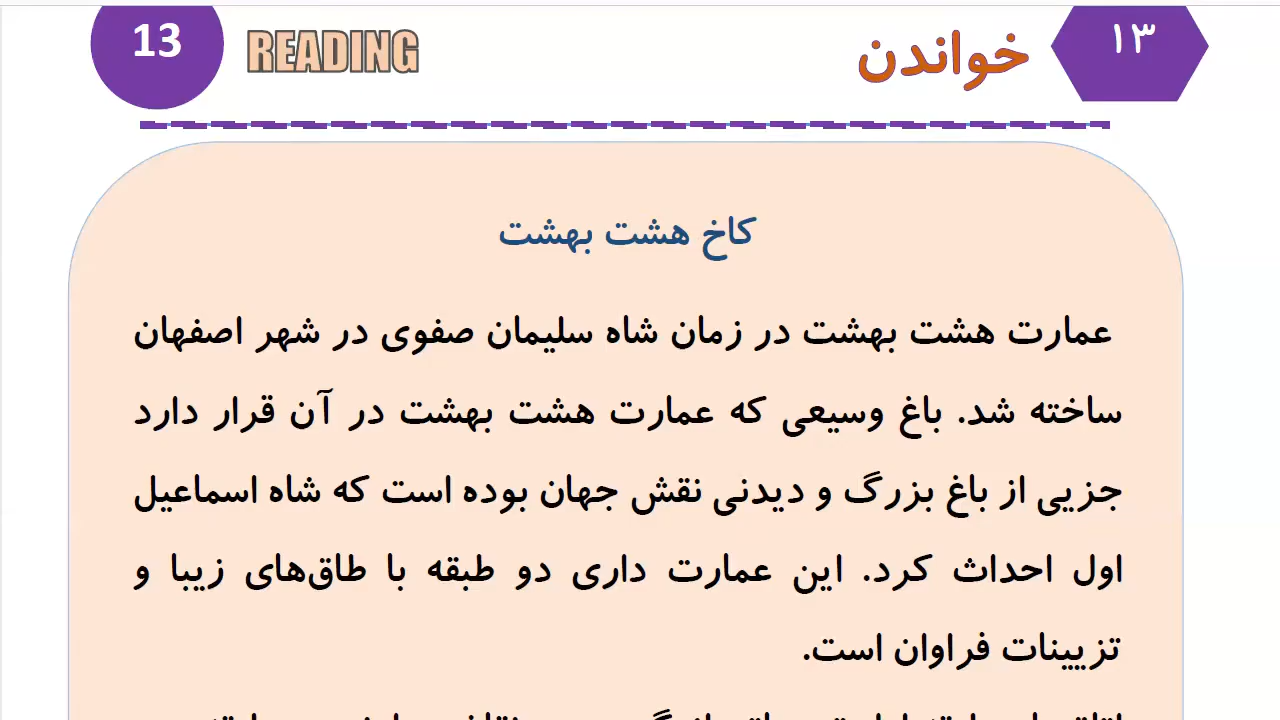 ۱۳
خواندن
READING
13
کاخ هشت بهشت
عمارت هشت بهشت در زمان شاه سلیمان صفوی در شهر اصفهان
ساخته شد. باغ وسیعی که عمارت هشت بهشت در آن قرار دارد
جزیی از باغ بزرگ و دیدنی نقش جهان بوده است که شاه اسماعیل
اول احداث کرد. این عمارت داری دو طبقه با طاق‌های زیبا و
تزیینات فراوان است.